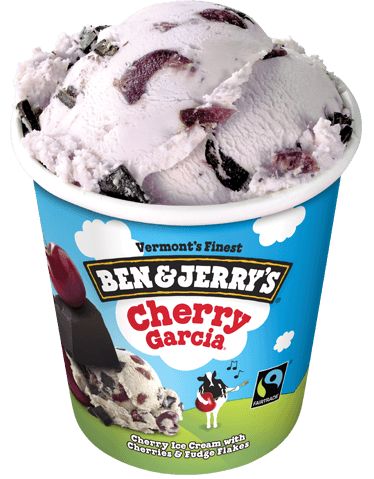 Vermont's Finest
BEN & JERRY'S
Cherry
Garcia
FAIRTRADE
Cherry Ice Cream with
Cherries & Fudge Flakes